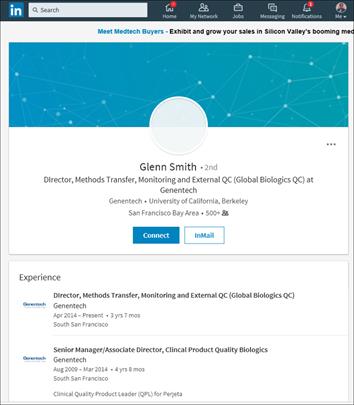 in
Search
Home
My Network
Jobs
Messaging
Notifications
Me
Meet Medtech Buyers - Exhibit and grow your sales in Silicon Valley's booming med
Glenn Smith • 2nd
Director, Methods Transfer, Monitoring and External QC (Global Biologics QC) at
Genentech
Genentech • University of California, Berkeley
San Francisco Bay Area • 500+
Connect
InMail
Experience
Genentech
Director, Methods Transfer, Monitoring and External QC (Global Biologics QC)
Genentech
Apr 2014 – Present • 3 yrs 7 mos
South San Francisco
Genentech
Senior Manager/Associate Director, Clincal Product Quality Biologics
Genentech
Aug 2009 – Mar 2014 • 4 yrs 8 mos
South San Francisco
Clinical Quality Product Leader (QPL) for Perjeta